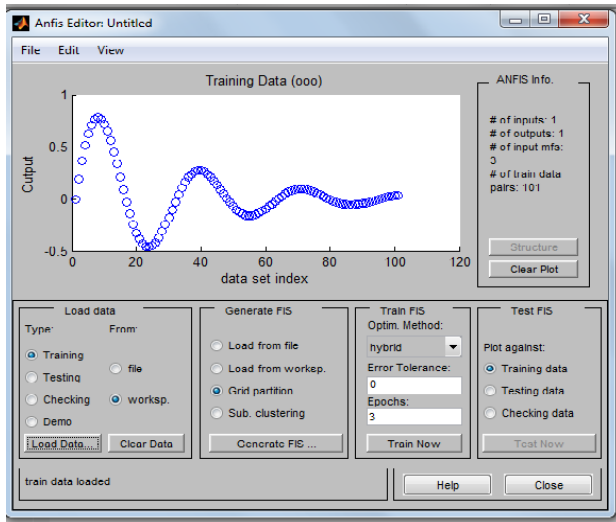 Anfis Editor: Untitled
File Edit View
Training Data (ooo)
1
0.5
0
-0.5
Output
0 20 40 60 80 100 120
data set index
ANFIS Info.
# of inputs: 1
# of outputs: 1
# of input mfs:
# of train data
pairs: 101
Structure
Clear Plot
Load data
Type: From:
Training
Testing
Checking
Demo
file
worksp.
Load Data... Clear Data
Generate FIS
Load from file
Load from worksp.
Grid partition
Sub. clustering
Generate FIS ...
Train FIS
Optim. Method:
hybrid
Error Tolerance:
0
Epochs:
3
Train Now
Test FIS
Plot against:
Training data
Testing data
Checking data
Test Now
train data loaded
Help Close